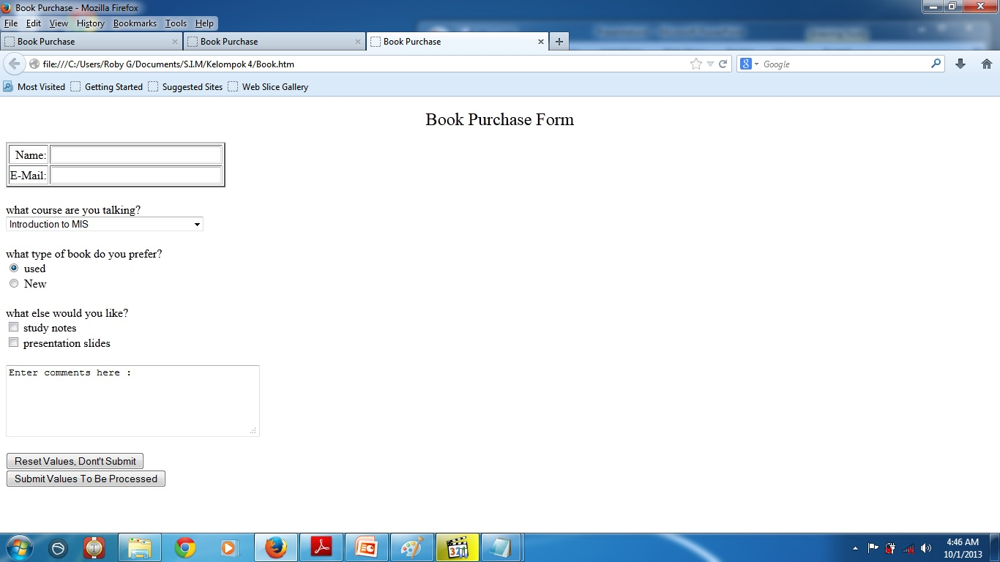 Book Purchase - Mozilla Firefox
File Edit View History Bookmarks Tools Help
Book Purchase
Book Purchase
Book Purchase
file:///C:/Users/Roby G/Documents/S.I.M/Kelompok 4/Book.htm
Google
Most Visited Getting Started Suggested Sites Web Slice Gallery
Book Purchase Form
Name:
E-Mail:
what course are you talking?
Introduction to MIS
what type of book do you prefer?
used
New
what else would you like?
study notes
presentation slides
Enter comments here :
Reset Values, Dont't Submit
Submit Values To Be Processed
321
4:46 AM
10/1/2013